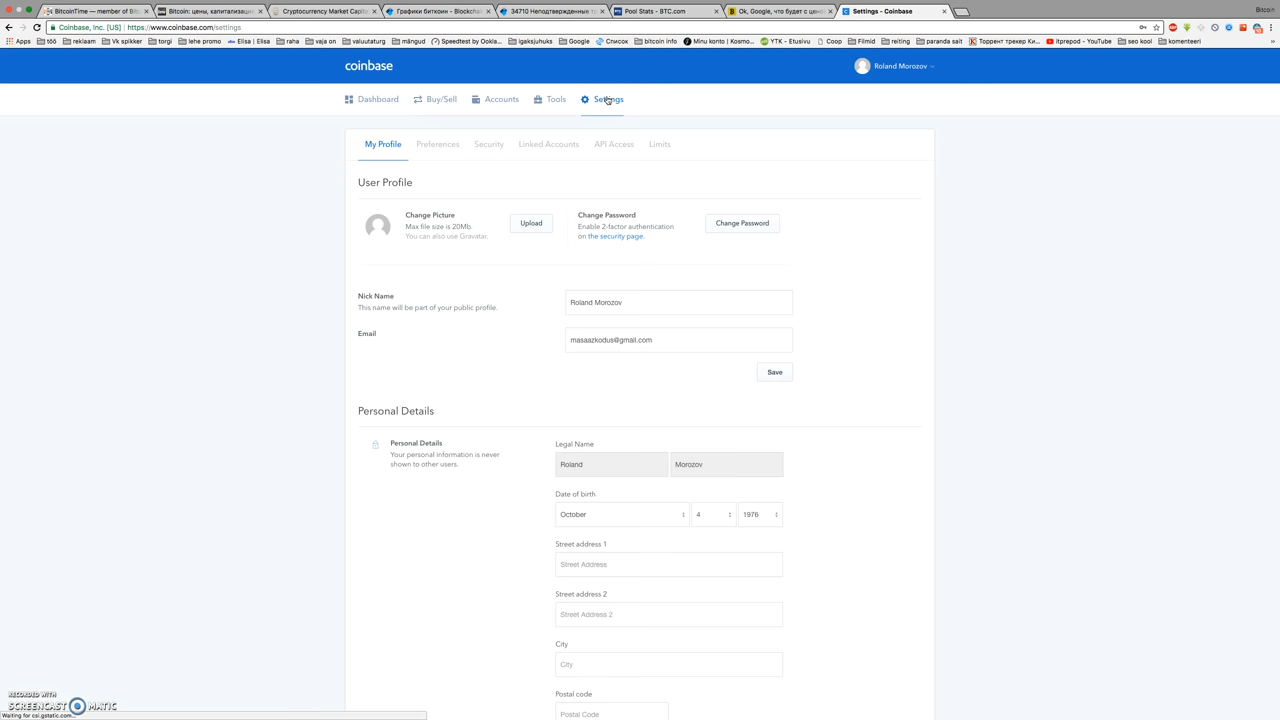 BitcoinTime — member of B
Bitcoin: цены, капитализаци
Cryptocurrency Market Capit
Графики биткоин - Blockcha
34710 Неподтвержденные т
Pool Stats - BTC.com
Ok, Google, что будет с цено
Settings - Coinbase
Bitcoin
Coinbase, Inc. [US] https://www.coinbase.com/settings
Apps töö reklaam Vk spikker torgi lehe promo Elisa | Elisa raha vaja on valuutaturg mängud Speedtest by Ookla... igaksjuhuks Google Список bitcoin info Minu konto | Kosmo... YTK - Etusivu Coop Filmid reiting paranda sait Торрент трекер Ки... itprepod - YouTube seo kool komenteeri
coinbase
Roland Morozov
Dashboard Buy/Sell Accounts Tools Settings
My Profile Preferences Security Linked Accounts API Access Limits
User Profile
Change Picture
Max file size is 20Mb.
You can also use Gravatar.
Upload
Change Password
Enable 2-factor authentication
on the security page.
Change Password
Nick Name
This name will be part of your public profile.
Roland Morozov
Email
masaazkodus@gmail.com
Save
Personal Details
Personal Details
Your personal information is never
shown to other users.
Legal Name
Roland Morozov
Date of birth
October 4 1976
Street address 1
Street Address
Street address 2
Street Address 2
City
City
Postal code
Postal Code
RECORDED WITH
SCREENCAST MATIC
Waiting for csi.gstatic.com...